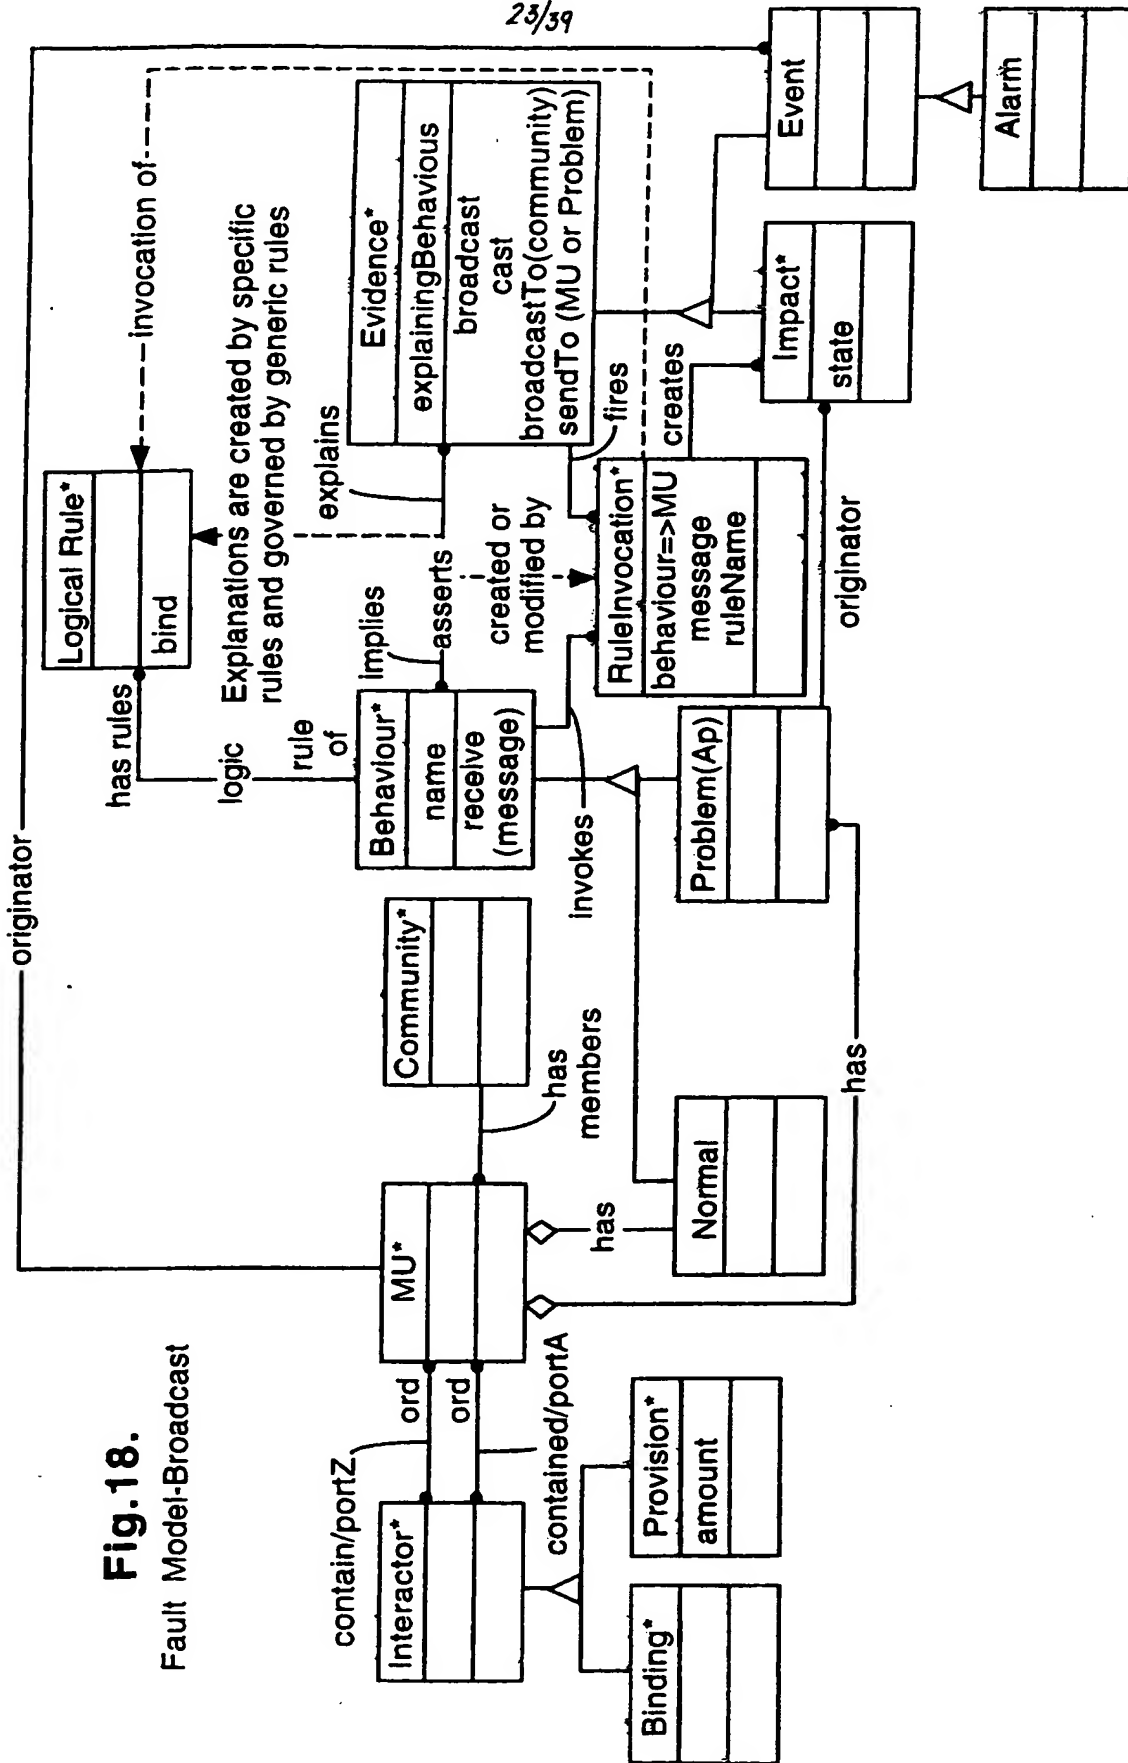 23/39
Fig.18.
Fault Model-Broadcast
originator
Logical Rule*
bind
invocation of
has rules
logic
rule
of
Explanations are created by specific
rules and governed by generic rules
explains
Evidence*
explainingBehavious
broadcast
cast
broadcastTo(community)
sendTo (MU or Problem)
implies
asserts
Behaviour*
name
receive
(message)
created or
modified by
fires
invokes
RuleInvocation*
behaviour=>MU
message
ruleName
creates
Impact*
state
Event
Alarm
originator
Problem(Ap)
Community*
has
members
MU*
has
Normal
has
contain/portZ
ord
ord
contained/portA
Interactor*
Binding*
Provision*
amount